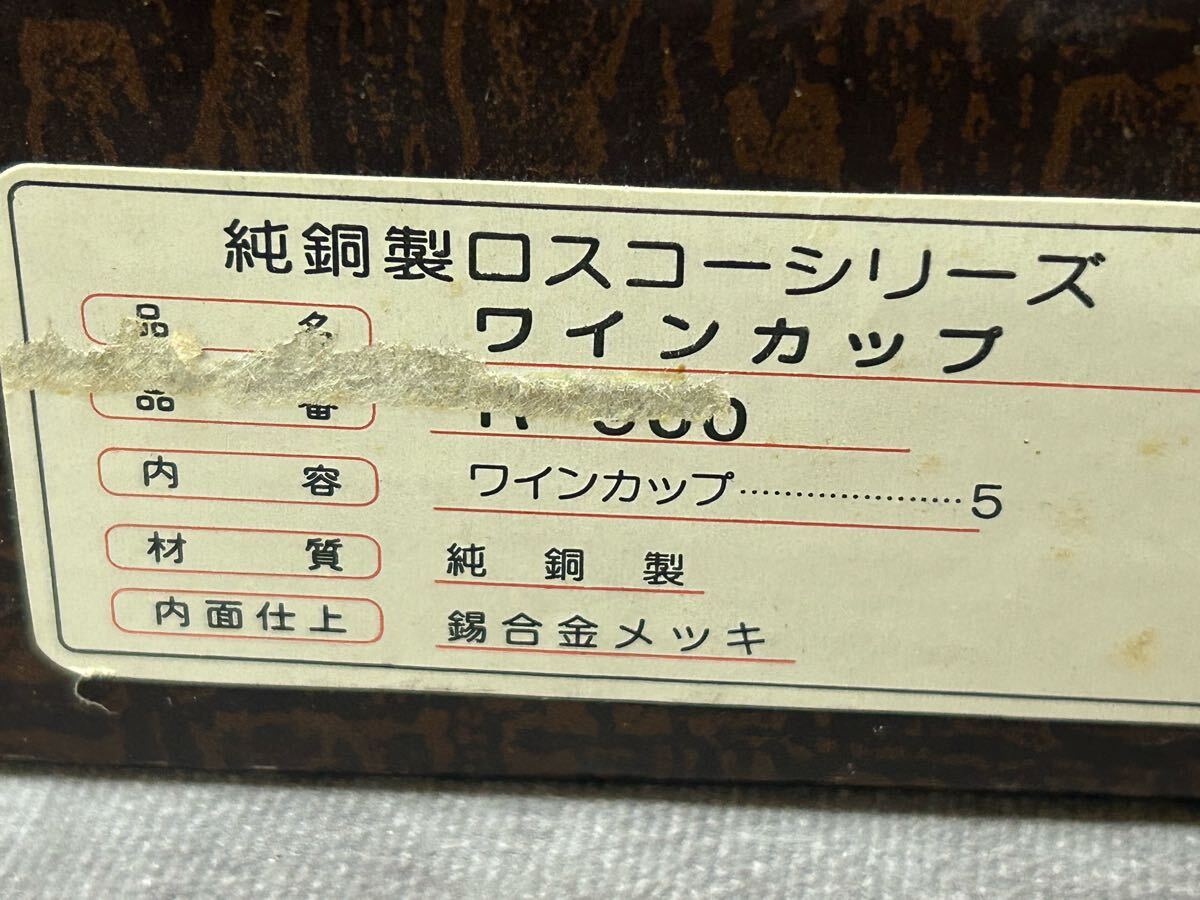 純銅製ロスコーシリーズ
品名 ワインカップ
品番
内容 ワインカップ…………………5
材質 純銅製
内面仕上 錫合金メッキ